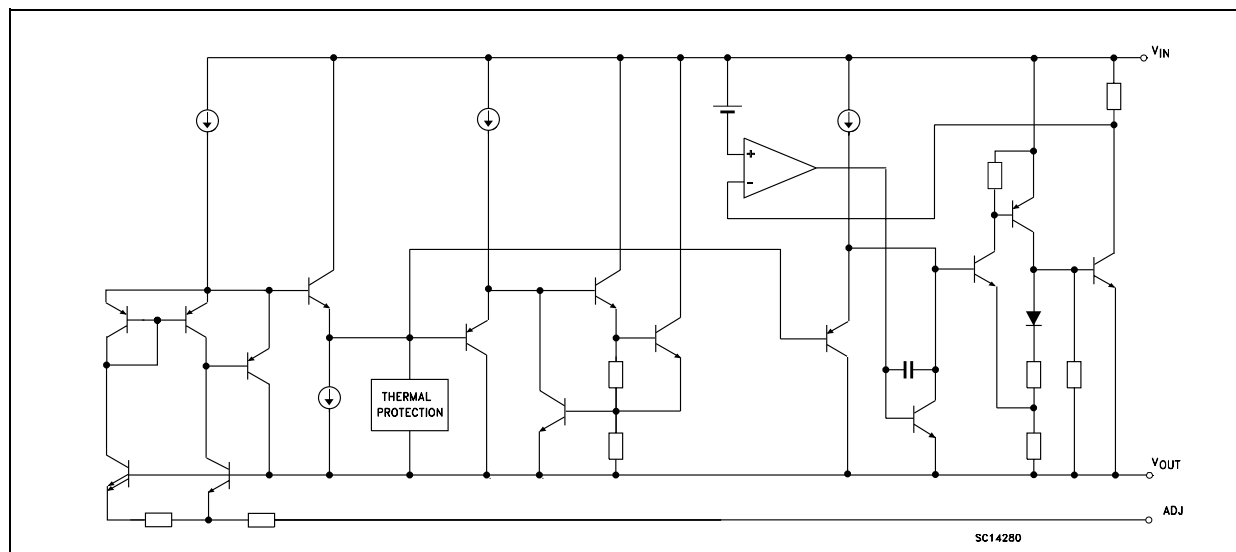 VIN
+
-
THERMAL
PROTECTION
VOUT
ADJ
SC14280